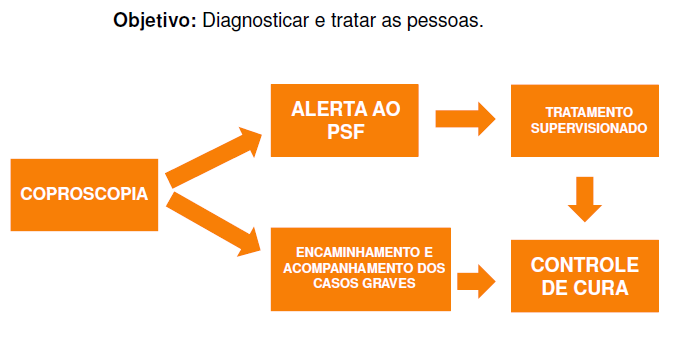 Objetivo: Diagnosticar e tratar as pessoas.
ALERTA AO
PSF
TRATAMENTO
SUPERVISIONADO
COPROSCOPIA
ENCAMINHAMENTO E
ACOMPANHAMENTO DOS
CASOS GRAVES
CONTROLE
DE CURA